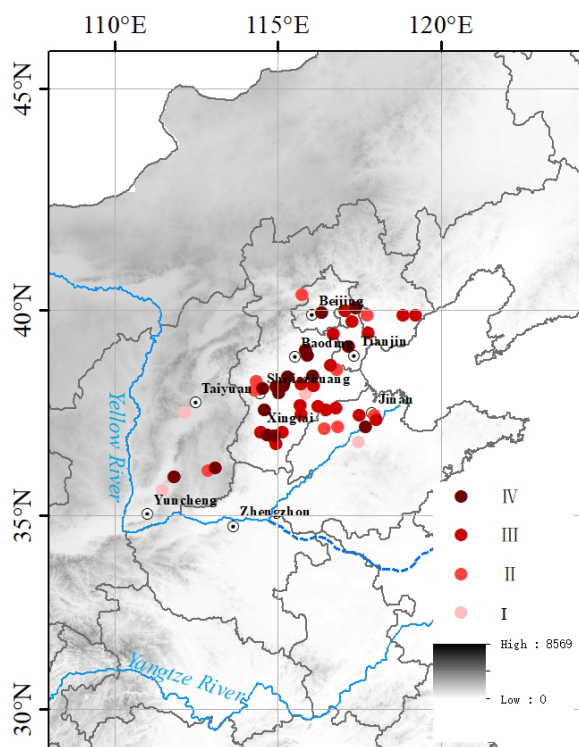 110°E 115°E 120°E
45°N
40°N
35°N
30°N
Beijing
Tianjin
Baoding
Shijiazhuang
Taiyuan
Jinan
Xingtai
Yellow River
Yuncheng
Zhengzhou
Yangtze River
Ⅳ
Ⅲ
Ⅱ
I
High : 8569
Low : 0